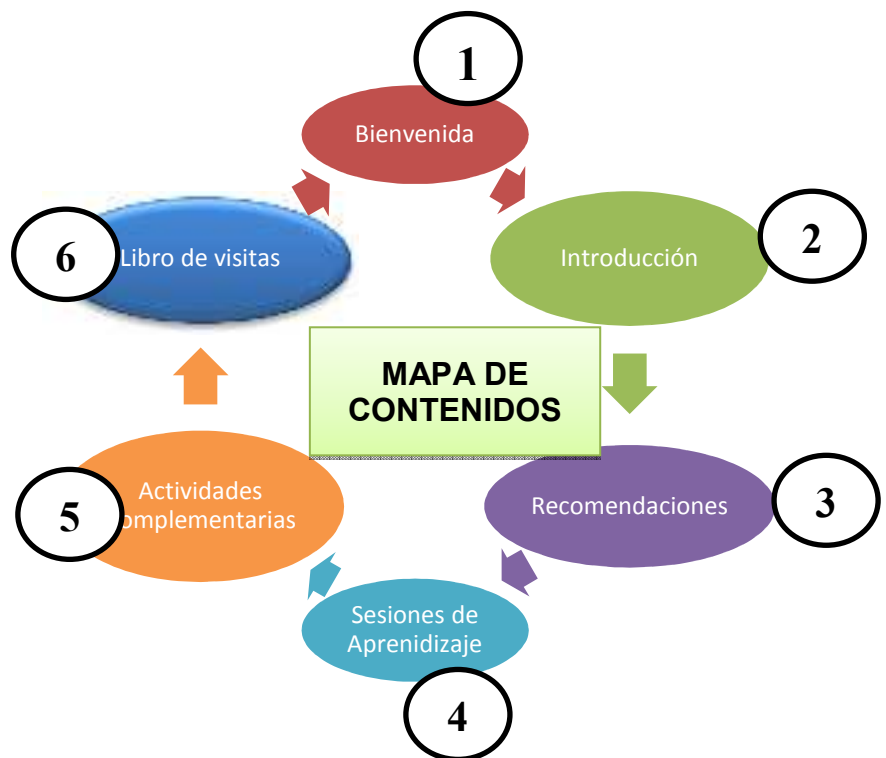 1
Bienvenida
2
Introducción
3
Recomendaciones
4
Sesiones de
Aprenidizaje
5
Actividades
omplementarias
6
Libro de visitas
MAPA DE
CONTENIDOS